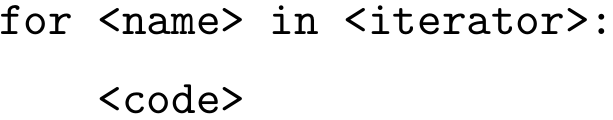 for <name> in <iterator>:
    <code>